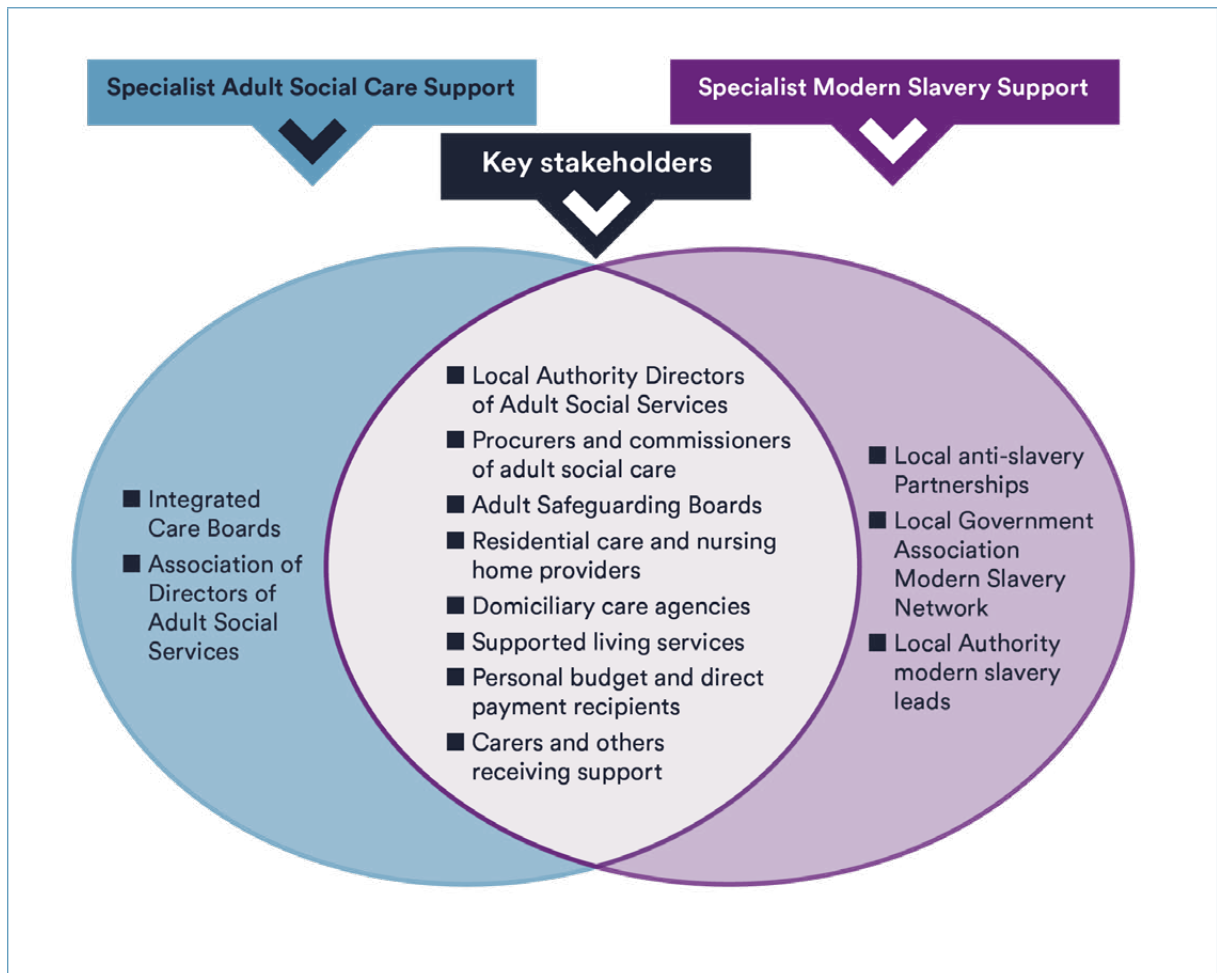 Specialist Adult Social Care Support
Specialist Modern Slavery Support
Key stakeholders
■ Integrated
Care Boards
■ Association of
Directors of
Adult Social
Services
■ Local Authority Directors
of Adult Social Services
■ Procurers and commissioners
of adult social care
■ Adult Safeguarding Boards
■ Residential care and nursing
home providers
■ Domiciliary care agencies
■ Supported living services
■ Personal budget and direct
payment recipients
■ Carers and others
receiving support
■ Local anti-slavery
Partnerships
■ Local Government
Association
Modern Slavery
Network
■ Local Authority
modern slavery
leads